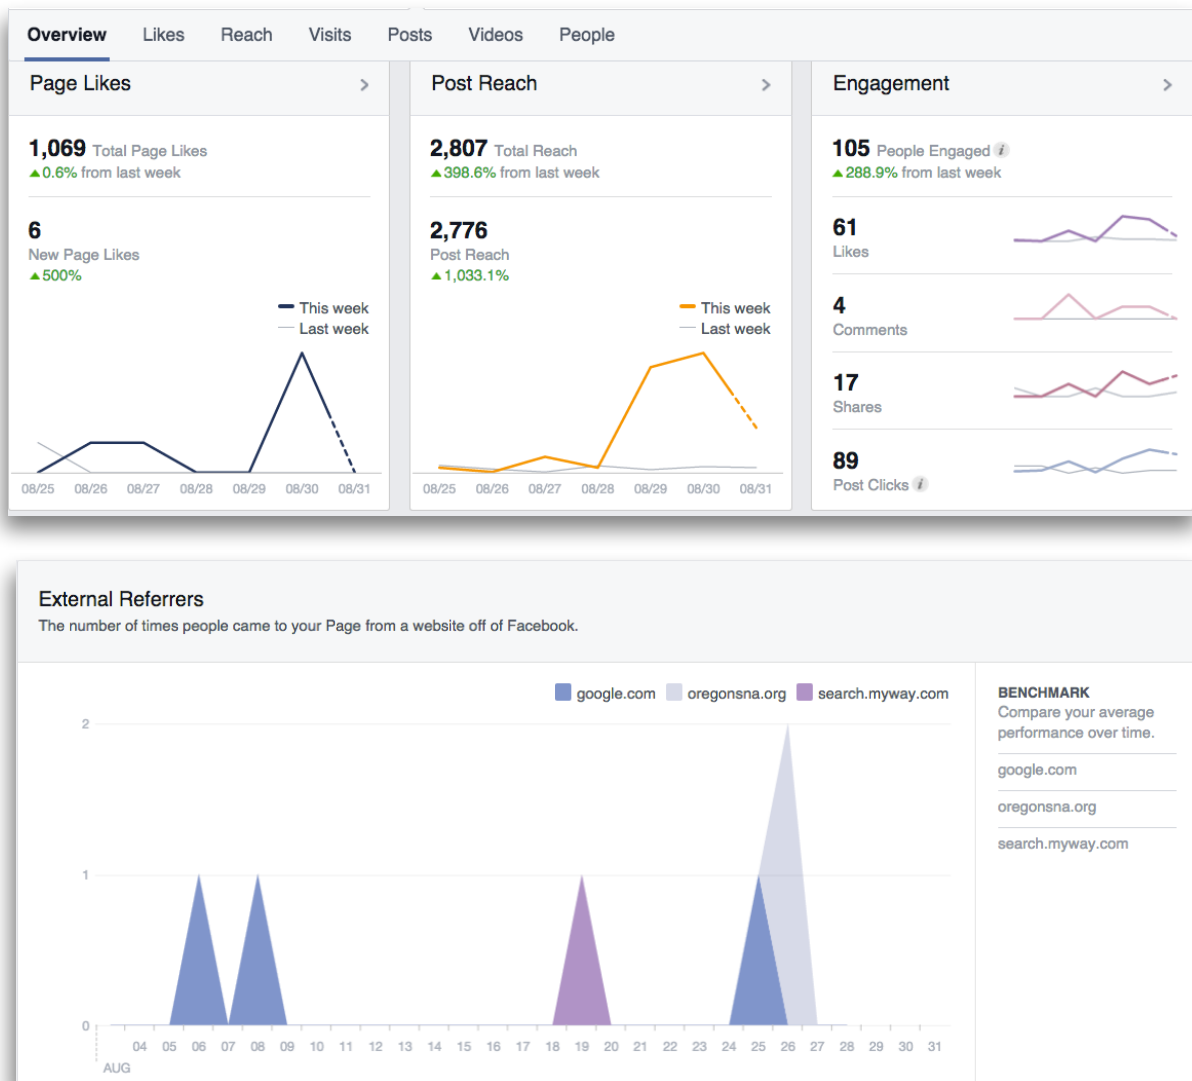 Overview Likes Reach Visits Posts Videos People
Page Likes
1,069 Total Page Likes
0.6% from last week
6
New Page Likes
500%
This week
Last week
08/25 08/26 08/27 08/28 08/29 08/30 08/31
Post Reach
2,807 Total Reach
398.6% from last week
2,776
Post Reach
1,033.1%
This week
Last week
08/25 08/26 08/27 08/28 08/29 08/30 08/31
Engagement
105 People Engaged i
288.9% from last week
61
Likes
4
Comments
17
Shares
89
Post Clicks i
External Referrers
The number of times people came to your Page from a website off of Facebook.
google.com oregonsna.org search.myway.com
2
1
0
04 05 06 07 08 09 10 11 12 13 14 15 16 17 18 19 20 21 22 23 24 25 26 27 28 29 30 31
AUG
BENCHMARK
Compare your average
performance over time.
google.com
oregonsna.org
search.myway.com